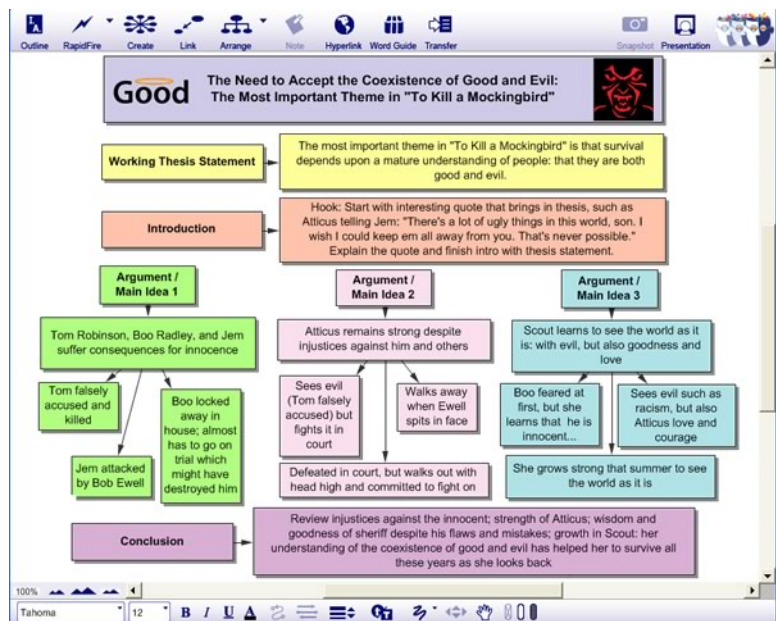 Outline RapidFire Create Link Arrange Note Hyperlink Word Guide Transfer Snapshot Presentation
Good
The Need to Accept the Coexistence of Good and Evil:
The Most Important Theme in "To Kill a Mockingbird"
Working Thesis Statement
The most important theme in "To Kill a Mockingbird" is that survival
depends upon a mature understanding of people: that they are both
good and evil.
Introduction
Hook: Start with interesting quote that brings in thesis, such as
Atticus telling Jem: "There's a lot of ugly things in this world, son. I
wish I could keep em all away from you. That's never possible."
Explain the quote and finish intro with thesis statement.
Argument /
Main Idea 1
Tom Robinson, Boo Radley, and Jem
suffer consequences for innocence
Tom falsely
accused and
killed
Jem attacked
by Bob Ewell
Boo locked
away in
house; almost
has to go on
trial which
might have
destroyed him
Argument /
Main Idea 2
Atticus remains strong despite
injustices against him and others
Sees evil
(Tom falsely
accused) but
fights it in
court
Walks away
when Ewell
spits in face
Defeated in court, but walks out with
head high and committed to fight on
Argument /
Main Idea 3
Scout learns to see the world as it
is: with evil, but also goodness and
love
Boo feared at
first, but she
learns that he is
innocent...
Sees evil such as
racism, but also
Atticus love and
courage
She grows strong that summer to see
the world as it is
Conclusion
Review injustices against the innocent; strength of Atticus; wisdom and
goodness of sheriff despite his flaws and mistakes; growth in Scout: her
understanding of the coexistence of good and evil has helped her to survive all
these years as she looks back
100%
Tahoma 12 B I U A